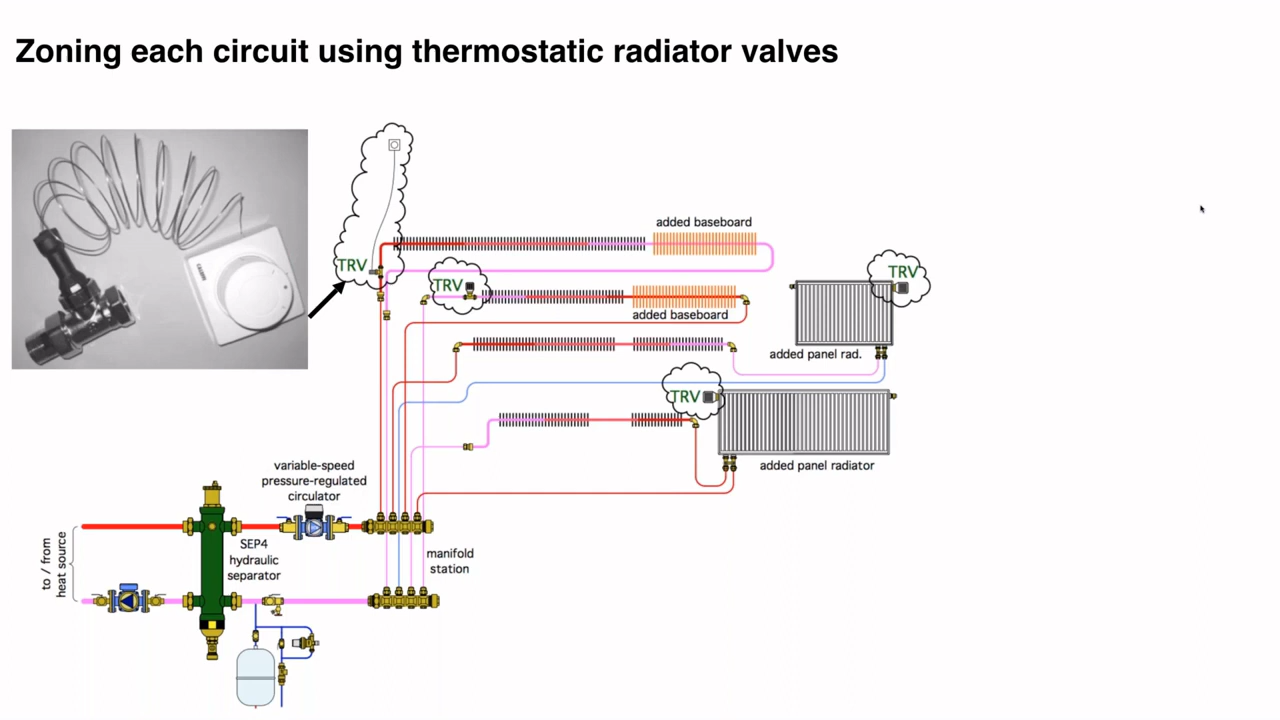 Zoning each circuit using thermostatic radiator valves
added baseboard
TRV
TRV
TRV
added baseboard
added panel rad.
TRV
added panel radiator
variable-speed
pressure-regulated
circulator
to / from
heat source
SEP4
hydraulic
separator
manifold
station